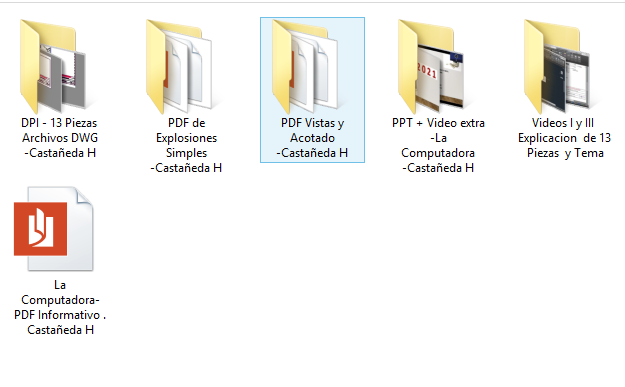 DPI - 13 Piezas
Archivos DWG
-Castañeda H
PDF de
Explosiones
Simples
-Castañeda H
PDF Vistas y
Acotado
-Castañeda H
2021
PPT + Video extra
-La
Computadora
-Castañeda H
Videos I y III
Explicacion de 13
Piezas y Tema
La
Computadora-
PDF Informativo .
Castañeda H